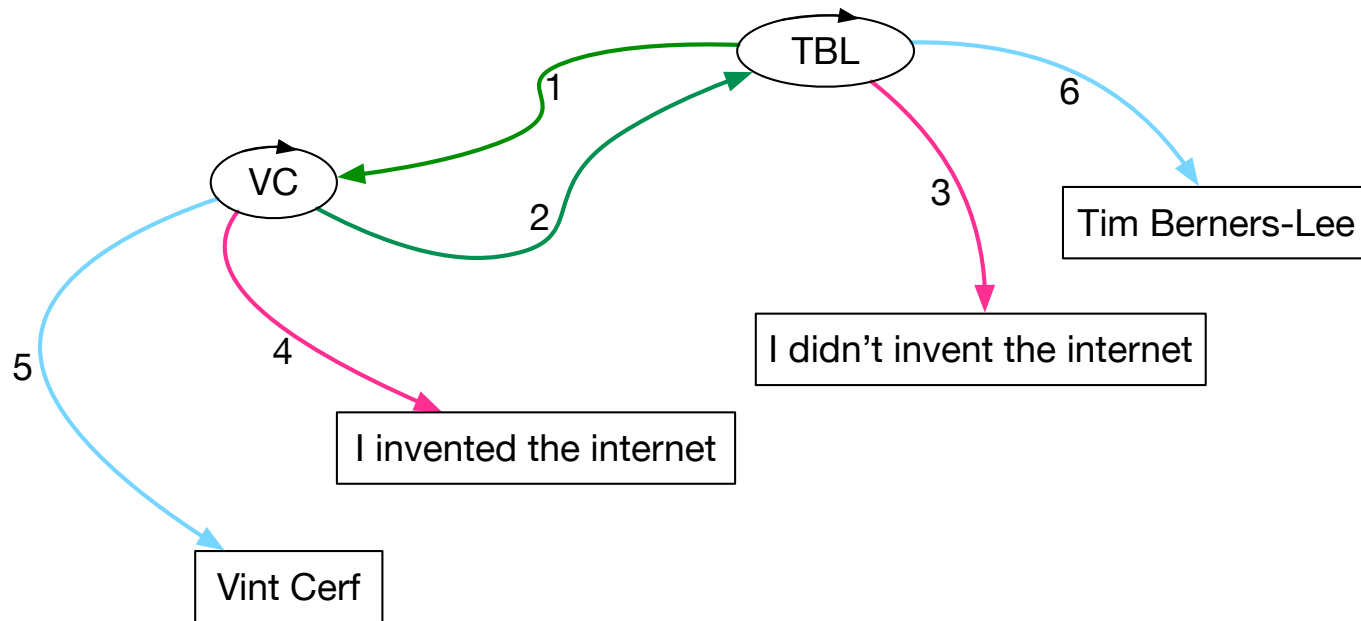 TBL
1
6
VC
3
2
Tim Berners-Lee
I didn’t invent the internet
4
5
I invented the internet
Vint Cerf